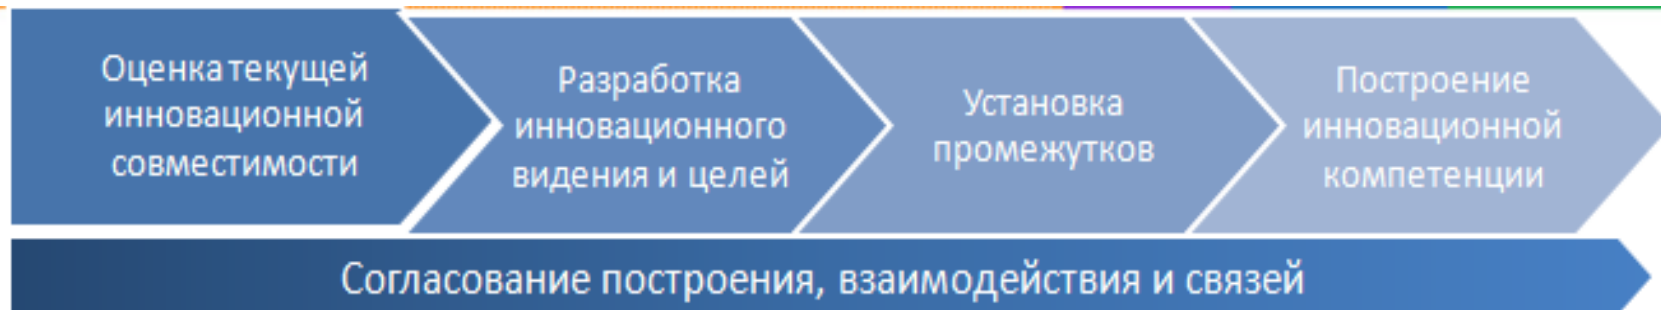 Оценка текущей
инновационной
совместимости
Разработка
инновационного
видения и целей
Установка
промежутков
Построение
инновационной
компетенции
Согласование построения, взаимодействия и связей